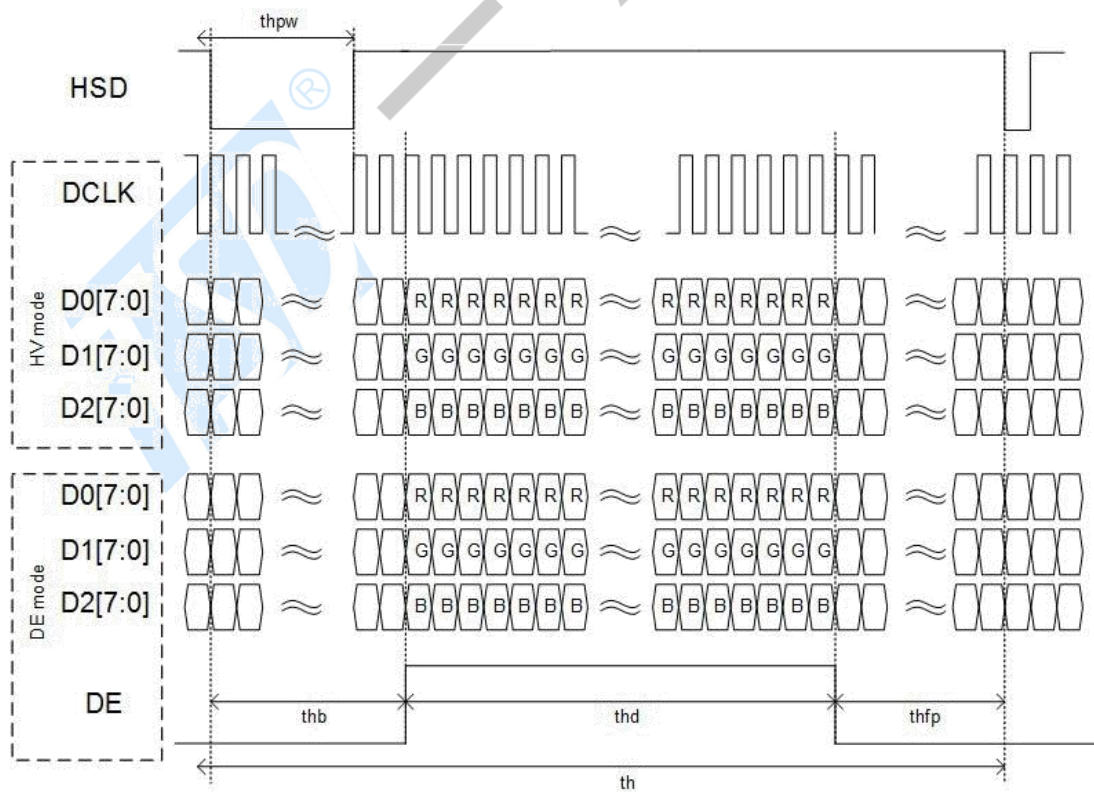 thpw
HSD
®
DCLK
HV mode
D0[7:0] R R R R R R R R R R R R R R
D1[7:0] G G G G G G G G G G G G G G
D2[7:0] B B B B B B B B B B B B B B
DE mode
D0[7:0] R R R R R R R R R R R R R R
D1[7:0] G G G G G G G G G G G G G G
D2[7:0] B B B B B B B B B B B B B B
DE
thb thd thfp
th